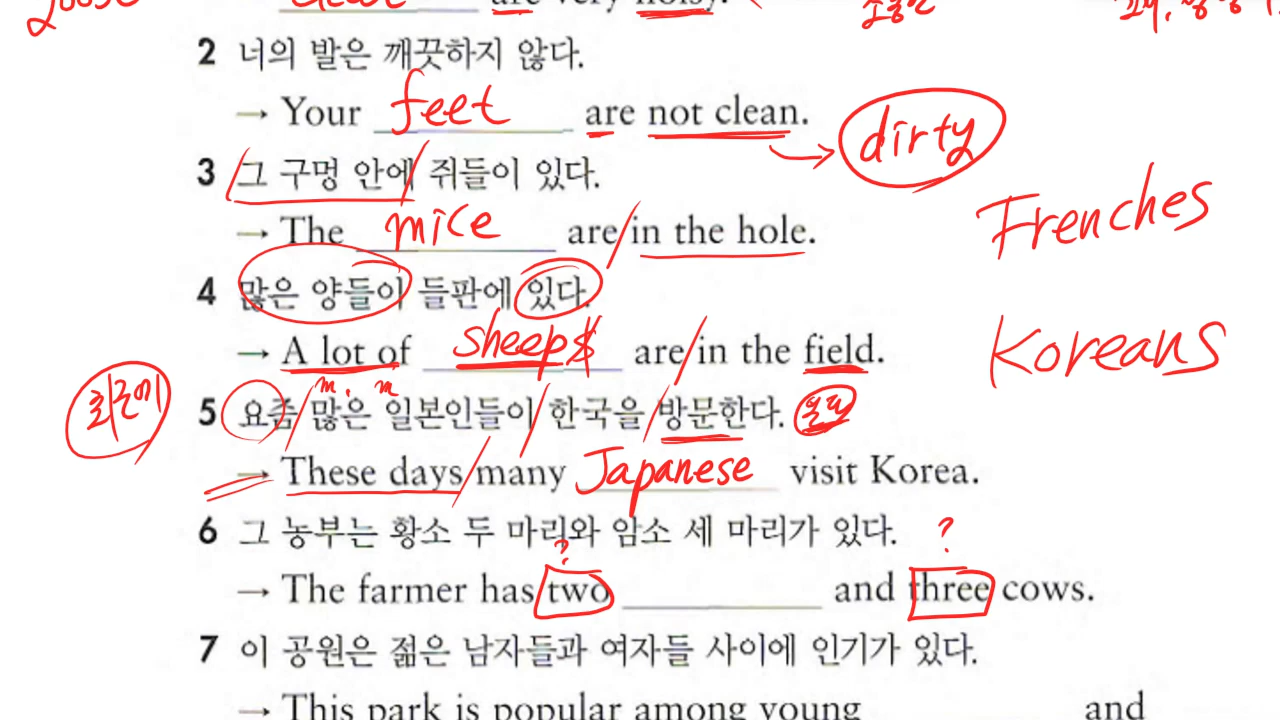 are very noisy.
2 너의 발은 깨끗하지 않다.
→ Your feet are not clean. → dirty
3 그 구멍 안에 쥐들이 있다.
→ The mice are in the hole.
Frenches
4 많은 양들이 들판에 있다.
→ A lot of sheeps are in the field.
Koreans
최근에
5 요즘 많은 일본인들이 한국을 방문한다.
→ These days many Japanese visit Korea.
6 그 농부는 황소 두 마리와 암소 세 마리가 있다.
? ?
→ The farmer has two ________ and three cows.
7 이 공원은 젊은 남자들과 여자들 사이에 인기가 있다.
→ This park is popular among young ________ and